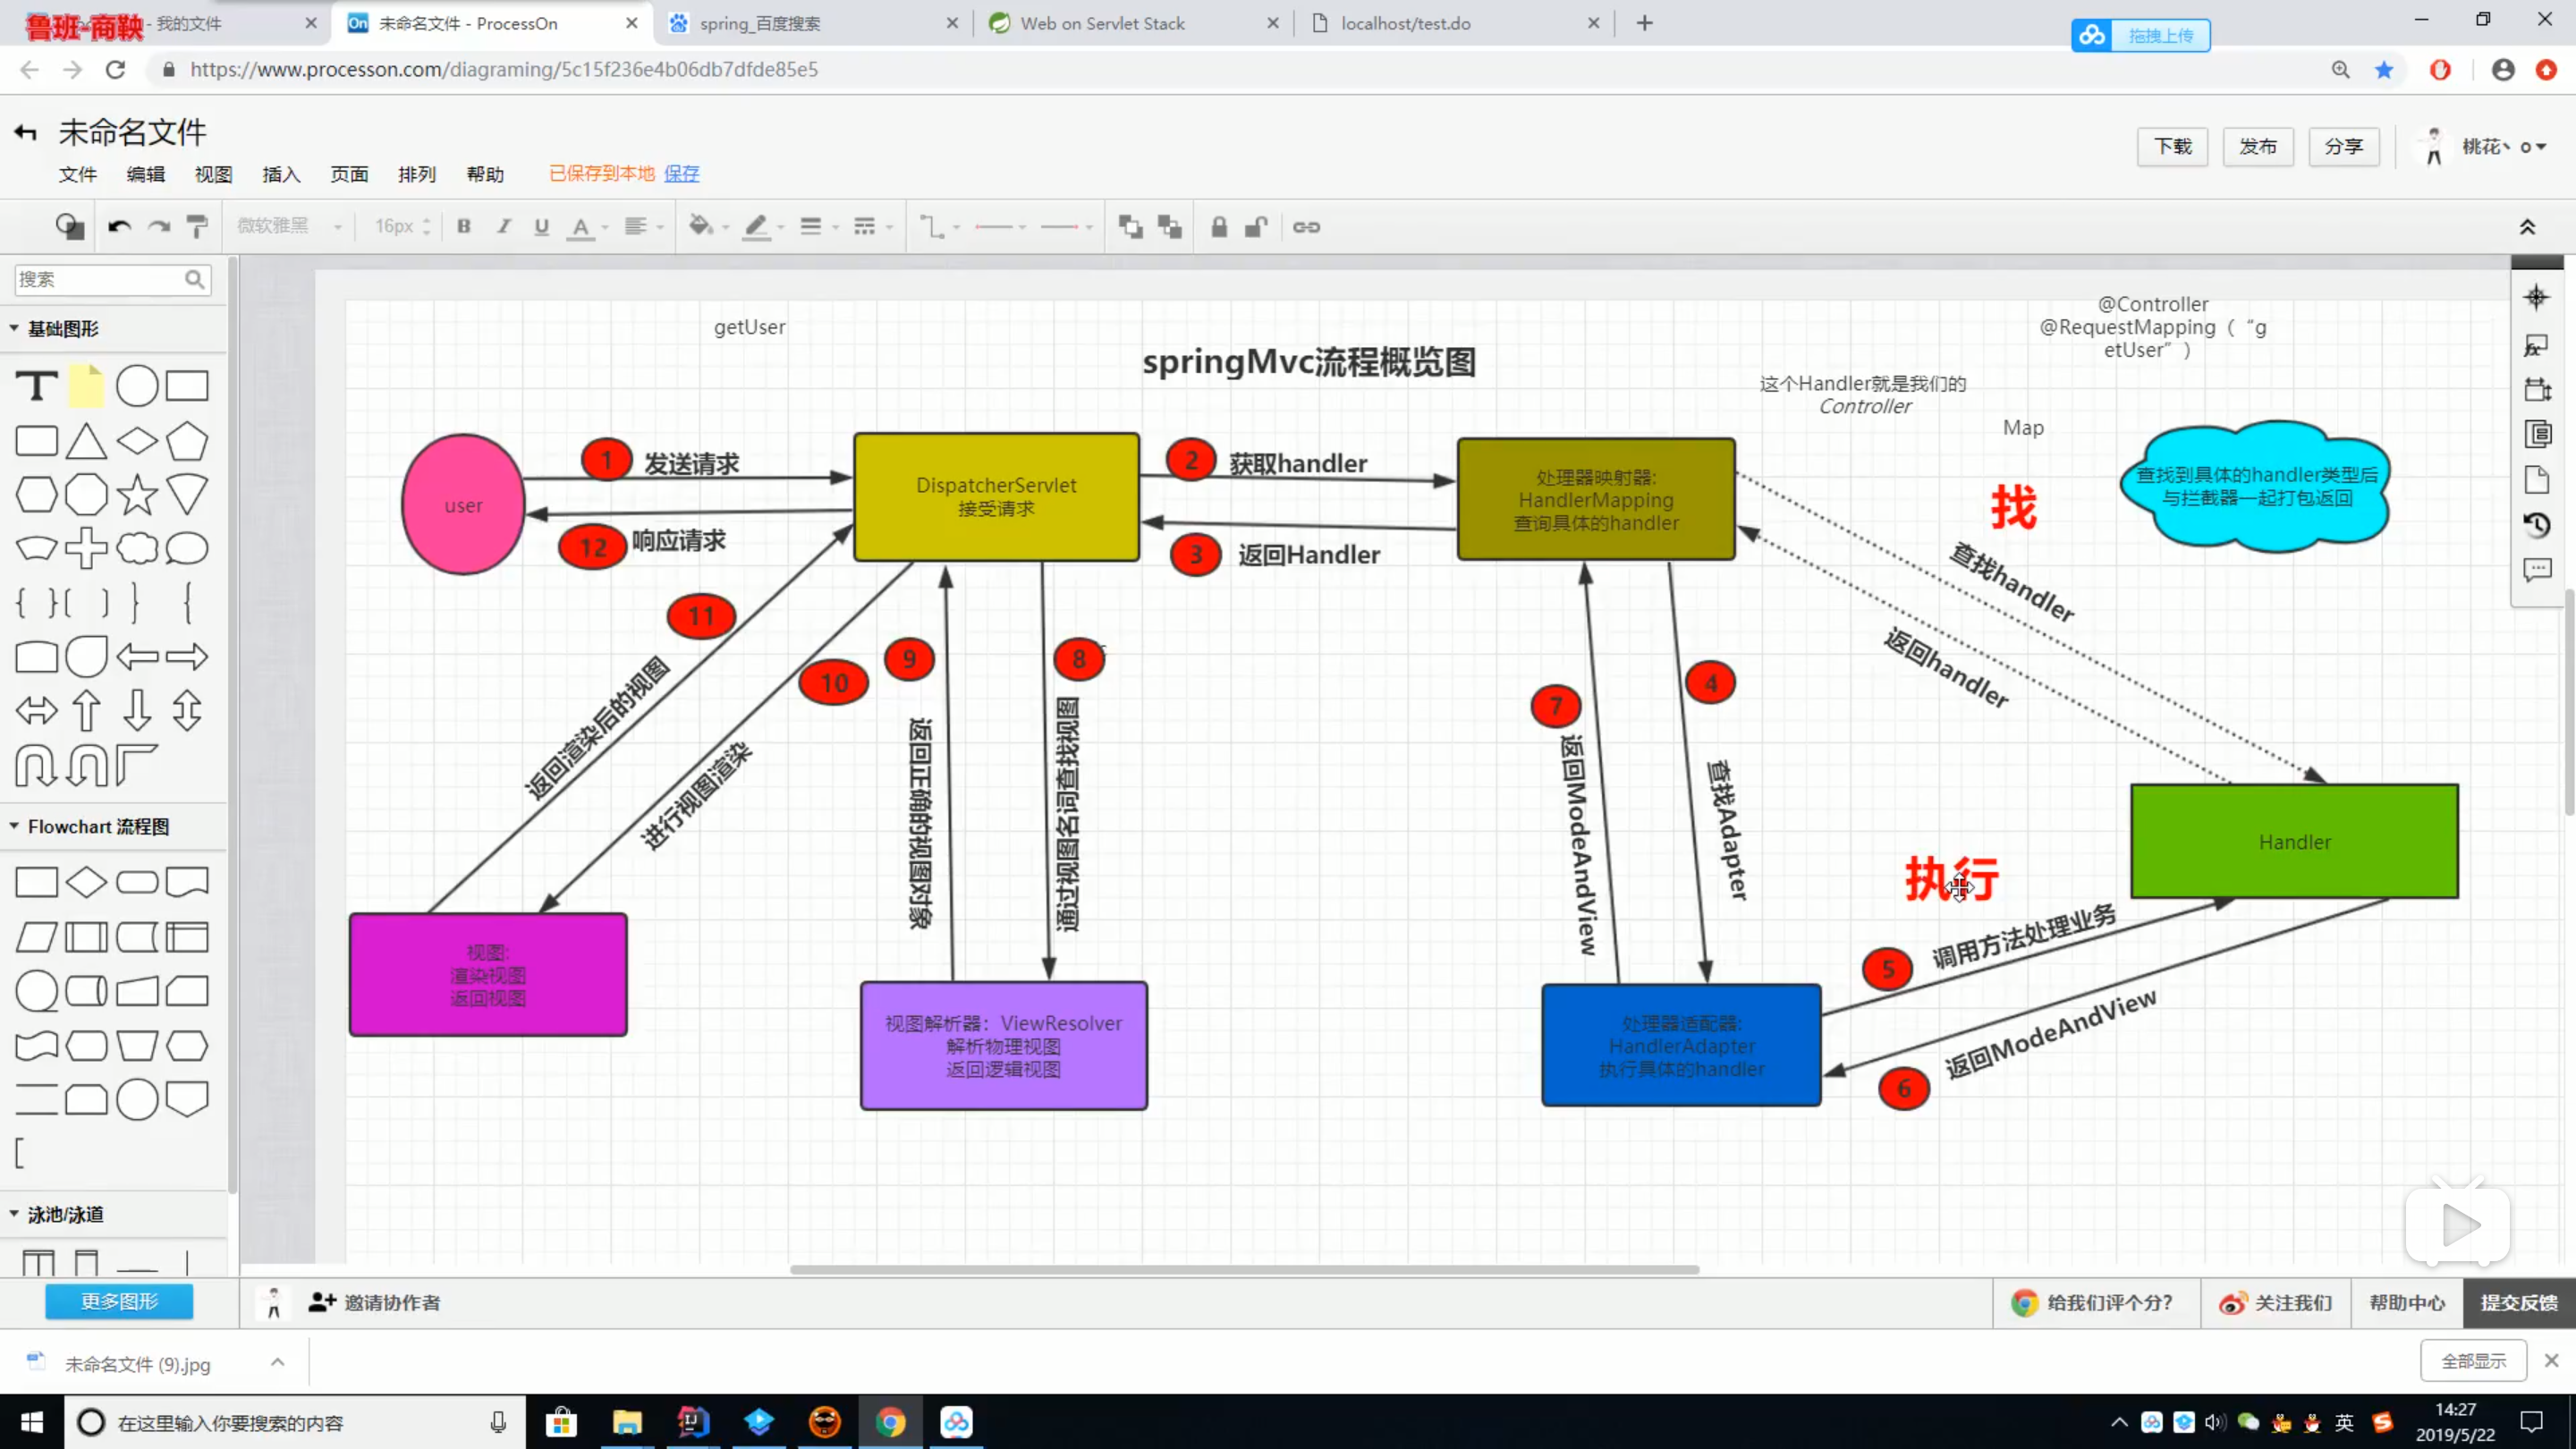 鲁班-商鞅
- 我的文件
On 未命名文件 - ProcessOn
spring_百度搜索
Web on Servlet Stack
localhost/test.do
拖拽上传
https://www.processon.com/diagraming/5c15f236e4b06db7dfde85e5
未命名文件
下载
发布
分享
桃花丶 o
文件
编辑
视图
插入
页面
排列
帮助
已保存到本地
保存
微软雅黑
16px
B
I
U
A
搜索
基础图形
T
Flowchart 流程图
泳池/泳道
getUser
springMvc流程概览图
@Controller
@RequestMapping（“g
etUser”）
这个Handler就是我们的
Controller
Map
user
1 发送请求
12 响应请求
DispatcherServlet
接受请求
2 获取handler
3 返回Handler
处理器映射器:
HandlerMapping
查询具体的handler
找
查找到具体的handler类型后
与拦截器一起打包返回
查找handler
返回handler
11
返回渲染后的视图
10
进行视图渲染
9
返回正确的视图对象
8
通过视图名词查找视图
7
返回ModeAndView
4
查找Adapter
执行
Handler
5 调用方法处理业务
6 返回ModeAndView
视图:
渲染视图
返回视图
视图解析器：ViewResolver
解析物理视图
返回逻辑视图
处理器适配器:
HandlerAdapter
执行具体的handler
更多图形
邀请协作者
给我们评个分?
关注我们
帮助中心
提交反馈
未命名文件 (9).jpg
全部显示
在这里输入你要搜索的内容
英
14:27
2019/5/22